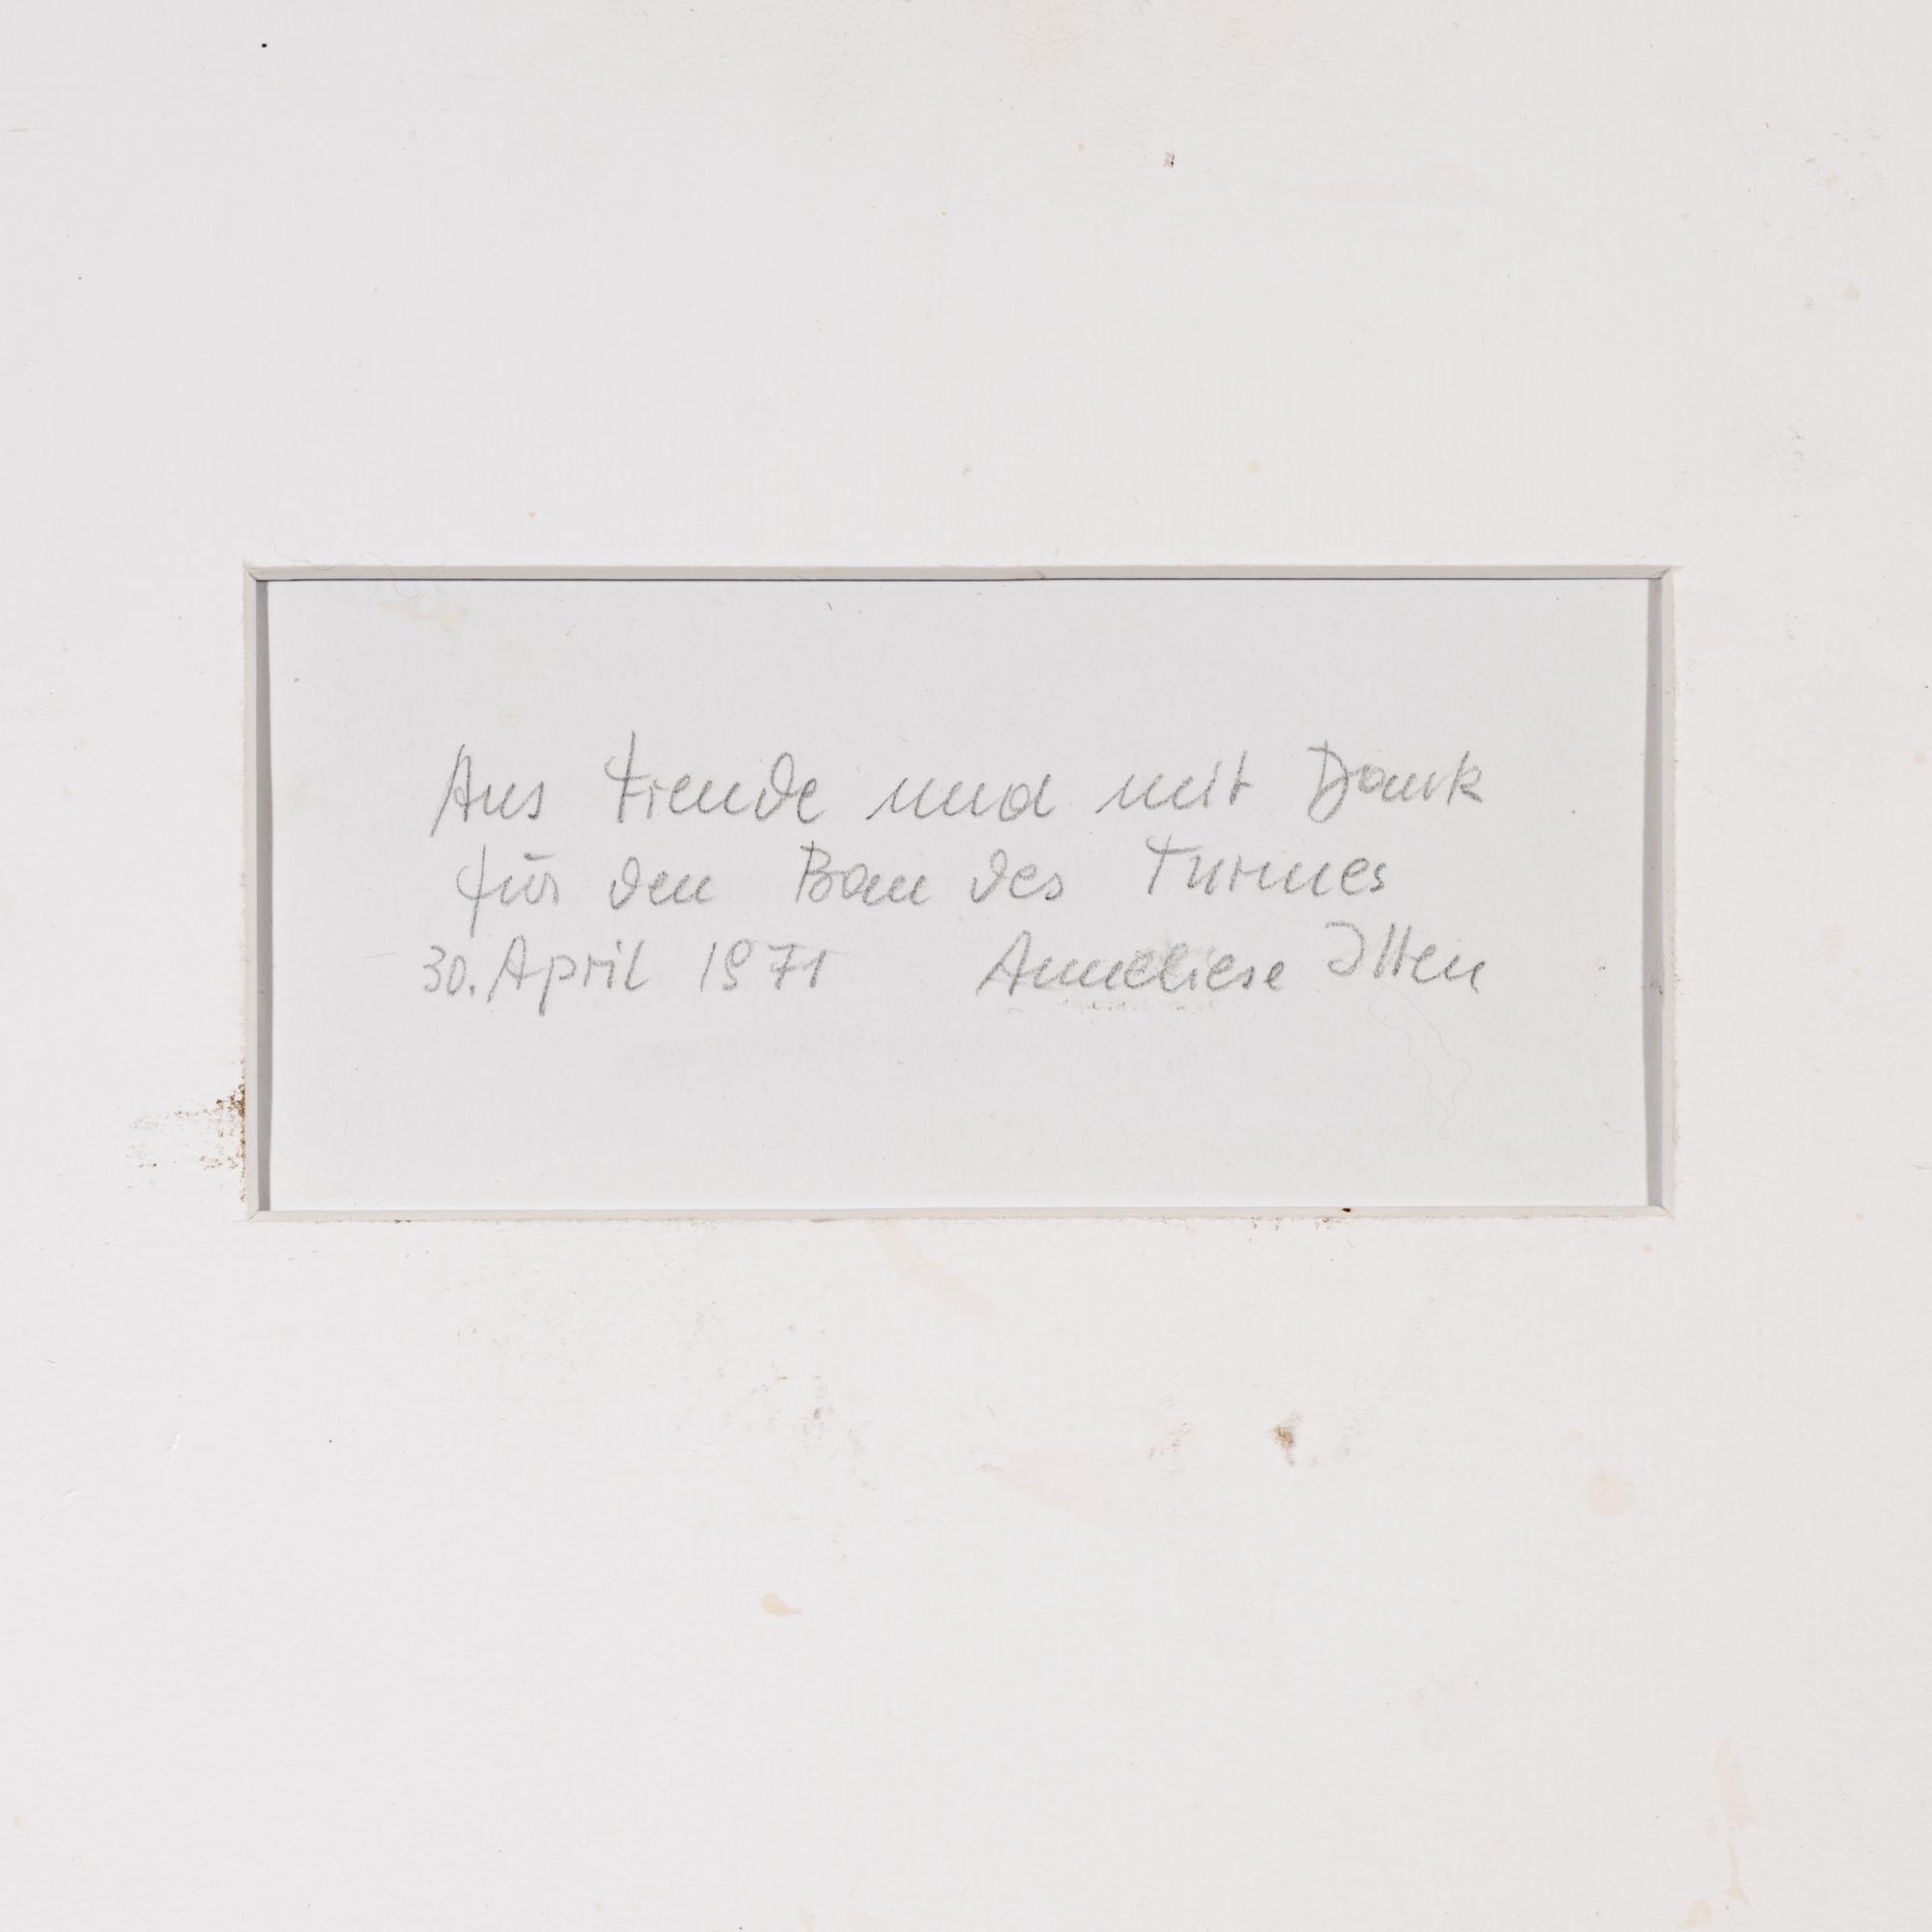 Aus Freude und mit Dank
für den Bau des Turmes
30. April 1971 Anneliese Itten